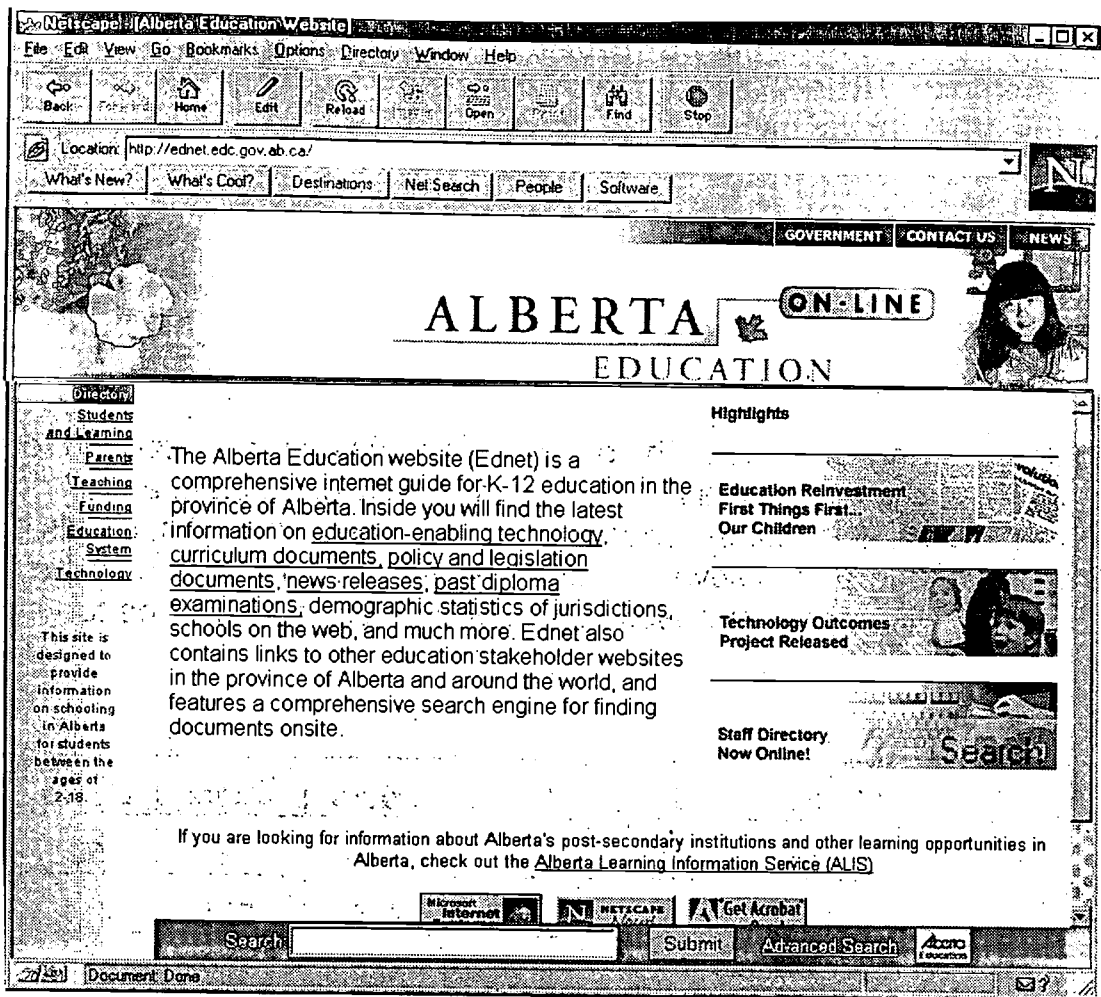 Netscape - [Alberta Education Website]
File Edit View Go Bookmarks Options Directory Window Help
Back Forward Home Edit Reload Open Print Find Stop
Location: http://ednet.edc.gov.ab.ca/
What's New? What's Cool? Destinations Net Search People Software
N
GOVERNMENT CONTACT US NEWS
ALBERTA ON-LINE
EDUCATION
Directory
Students
and Learning
Parents
Teaching
Funding
Education
System
Technology
This site is
designed to
provide
information
on schooling
in Alberta
for students
between the
ages of
2-18.
The Alberta Education website (Ednet) is a
comprehensive internet guide for K-12 education in the
province of Alberta. Inside you will find the latest
information on education-enabling technology,
curriculum documents, policy and legislation
documents, news releases, past diploma
examinations, demographic statistics of jurisdictions,
schools on the web, and much more. Ednet also
contains links to other education stakeholder websites
in the province of Alberta and around the world, and
features a comprehensive search engine for finding
documents onsite.
Highlights
Education Reinvestment
First Things First...
Our Children
Technology Outcomes
Project Released
Staff Directory
Now Online!
Search
If you are looking for information about Alberta's post-secondary institutions and other learning opportunities in
Alberta, check out the Alberta Learning Information Service (ALIS)
Microsoft
Internet
N NETSCAPE
Get Acrobat
Search Submit Advanced Search Alberta
Education
Document: Done